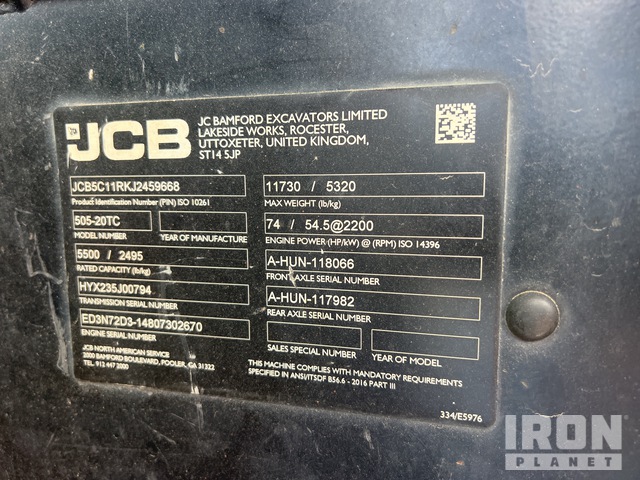 JCB
JC BAMFORD EXCAVATORS LIMITED
LAKESIDE WORKS, ROCESTER,
UTTOXETER, UNITED KINGDOM,
ST14 5JP
JCB5C11RKJ2459668
Product Identification Number (PIN) ISO 10261
505-20TC
MODEL NUMBER
YEAR OF MANUFACTURE
5500 / 2495
RATED CAPACITY (lb/kg)
HYX235J00794
TRANSMISSION SERIAL NUMBER
ED3N72D3-14807302670
ENGINE SERIAL NUMBER
JCB NORTH AMERICAN SERVICE
2000 BAMFORD BOULEVARD, POOLER, GA 31322
TEL. 912 447 2000
11730 / 5320
MAX WEIGHT (lb/kg)
74 / 54.5@2200
ENGINE POWER (HP/kW) @ (RPM) ISO 14396
A-HUN-118066
FRONT AXLE SERIAL NUMBER
A-HUN-117982
REAR AXLE SERIAL NUMBER
SALES SPECIAL NUMBER
YEAR OF MODEL
THIS MACHINE COMPLIES WITH MANDATORY REQUIREMENTS
SPECIFIED IN ANSI/ITSDF B56.6 - 2016 PART III
334/E5976
IRON
PLANET